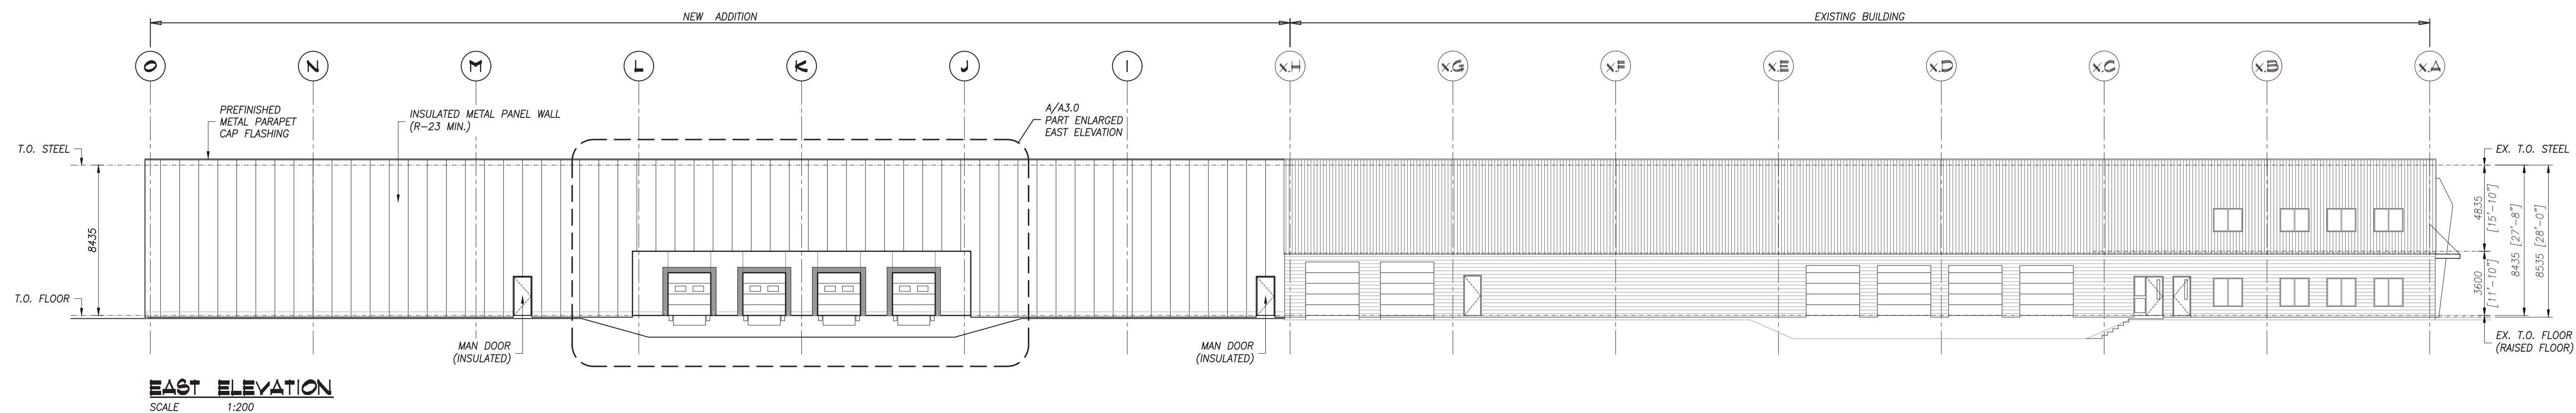 NEW ADDITION
EXISTING BUILDING
O
N
M
L
K
J
I
X.H
X.G
X.F
X.E
X.D
X.C
X.B
X.A
PREFINISHED
METAL PARAPET
CAP FLASHING
INSULATED METAL PANEL WALL
(R-23 MIN.)
A/A3.0
PART ENLARGED
EAST ELEVATION
T.O. STEEL
EX. T.O. STEEL
8435
4835
[15'-10"]
3600
[11'-10"]
8435 [27'-8"]
8535 [28'-0"]
T.O. FLOOR
EX. T.O. FLOOR
(RAISED FLOOR)
MAN DOOR
(INSULATED)
MAN DOOR
(INSULATED)
EAST ELEVATION
SCALE 1:200